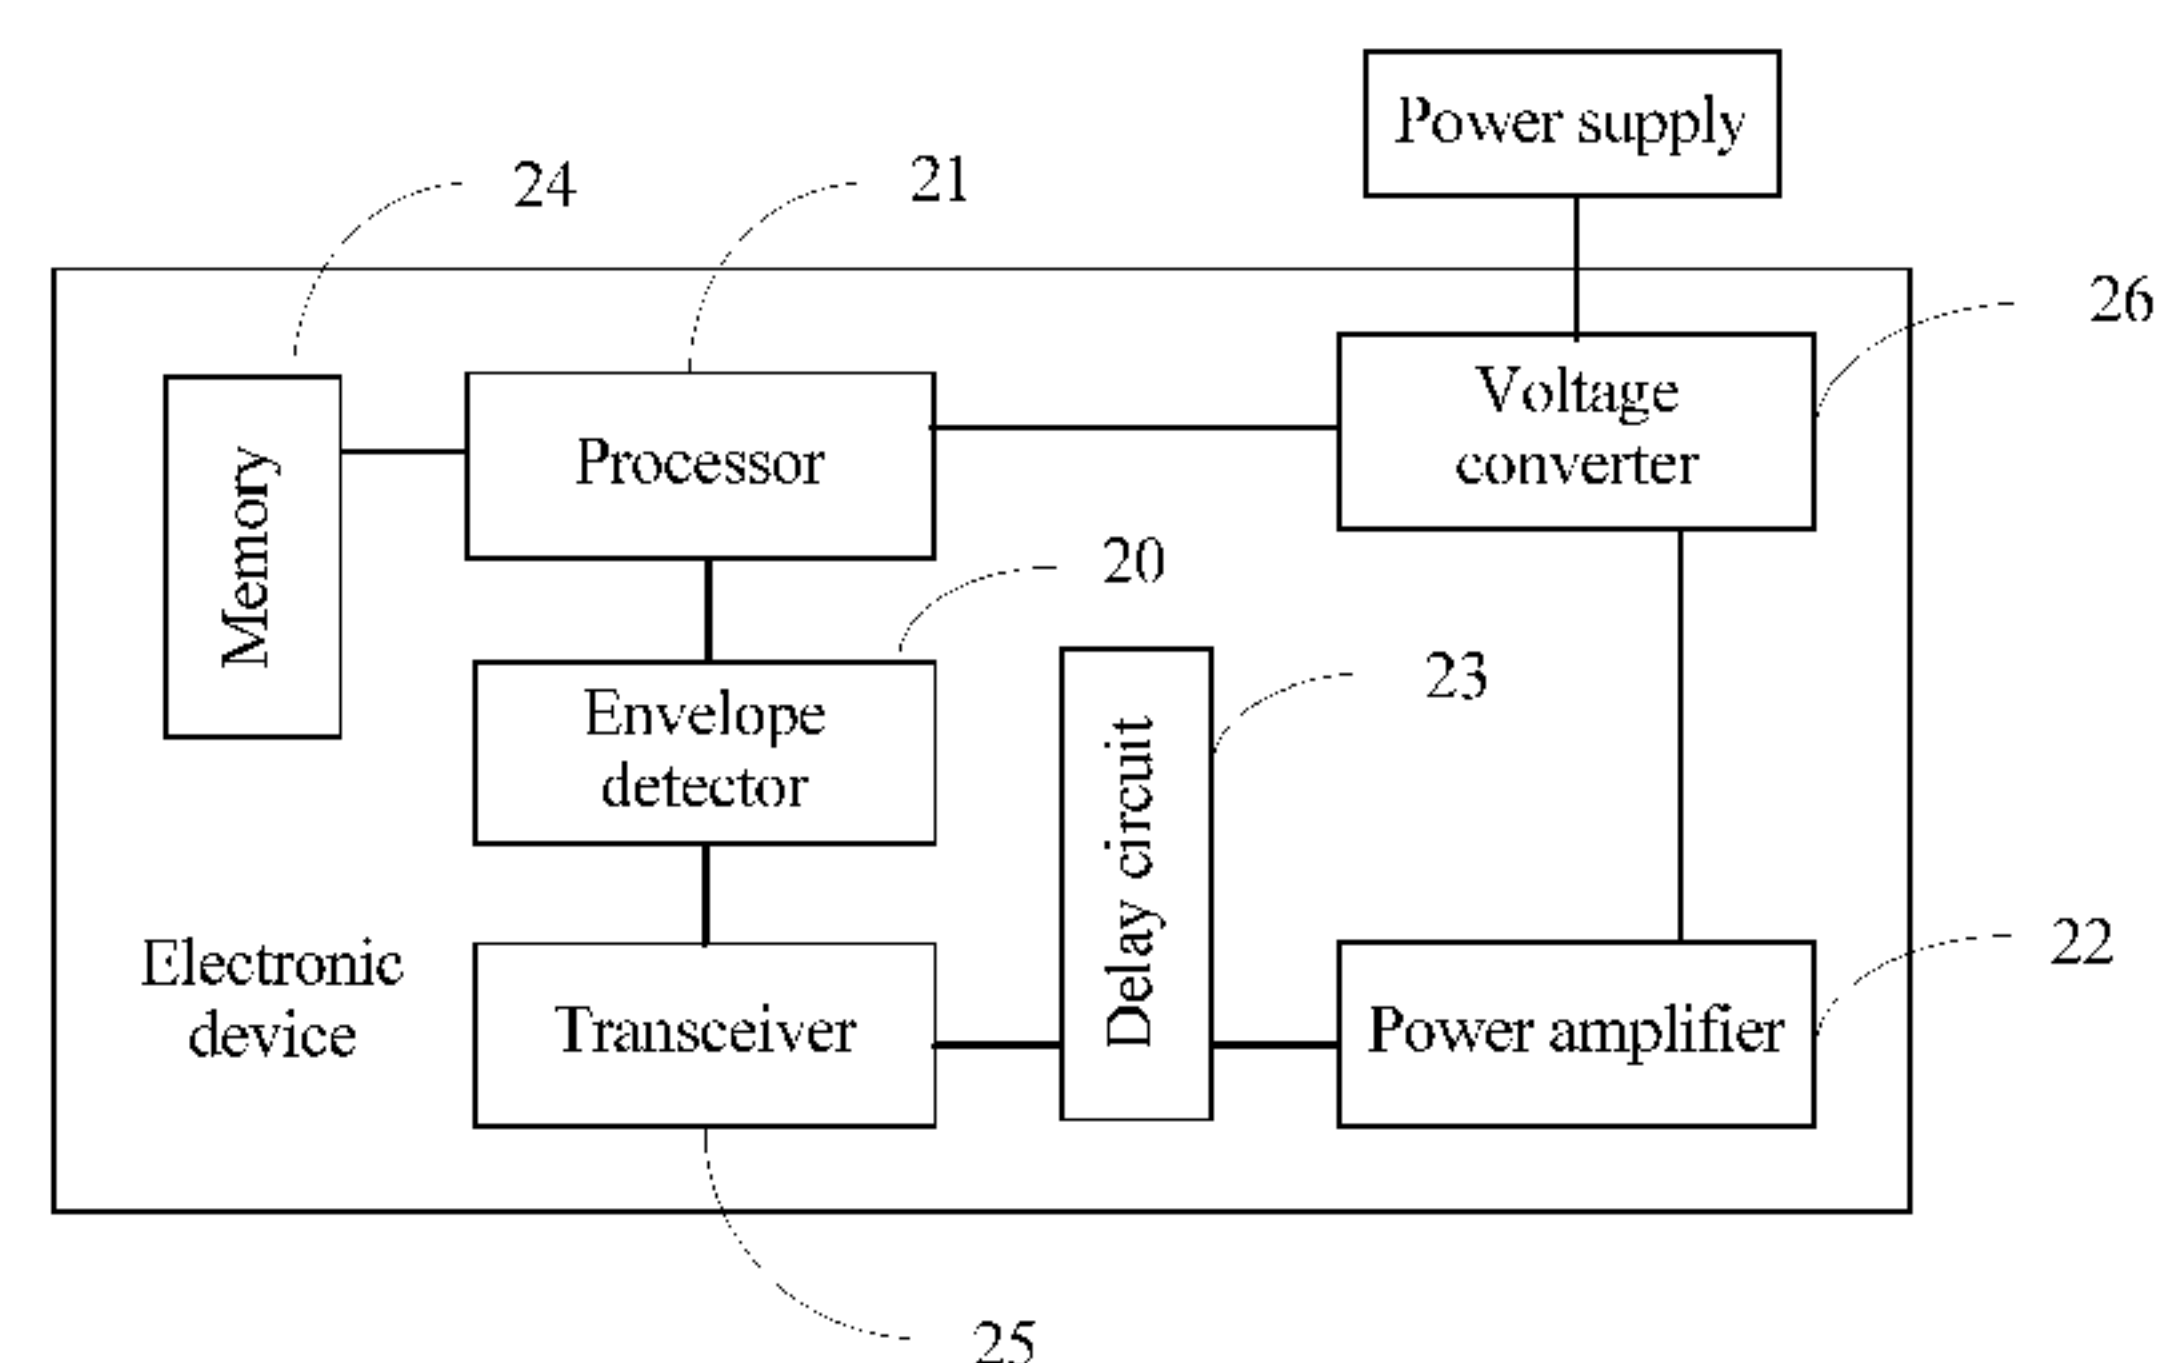 Power supply
24
21
26
Voltage
converter
Processor
Memory
20
Envelope
detector
23
Delay circuit
Electronic
device
Transceiver
Power amplifier
22
25